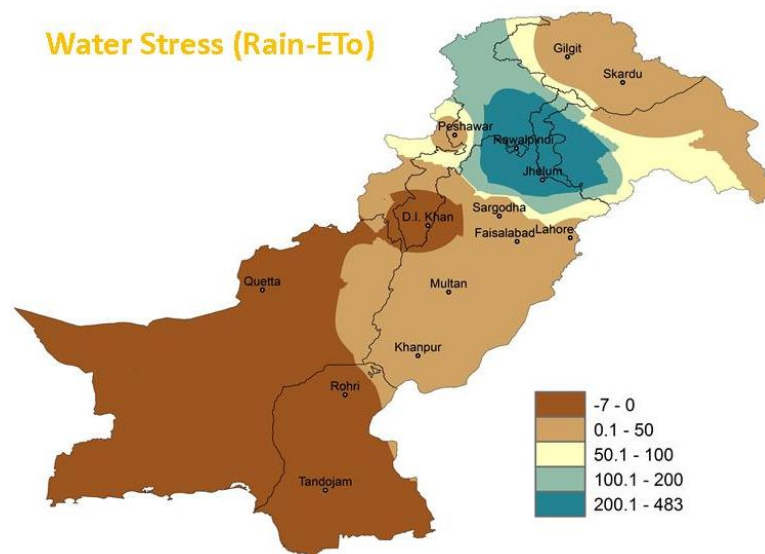 Water Stress (Rain-ETo)
Gilgit
Skardu
Peshawar
Rawalpindi
Jhelum
Sargodha
D.I. Khan
Faisalabad
Lahore
Quetta
Multan
Khanpur
Rohri
Tandojam
-7 - 0
0.1 - 50
50.1 - 100
100.1 - 200
200.1 - 483